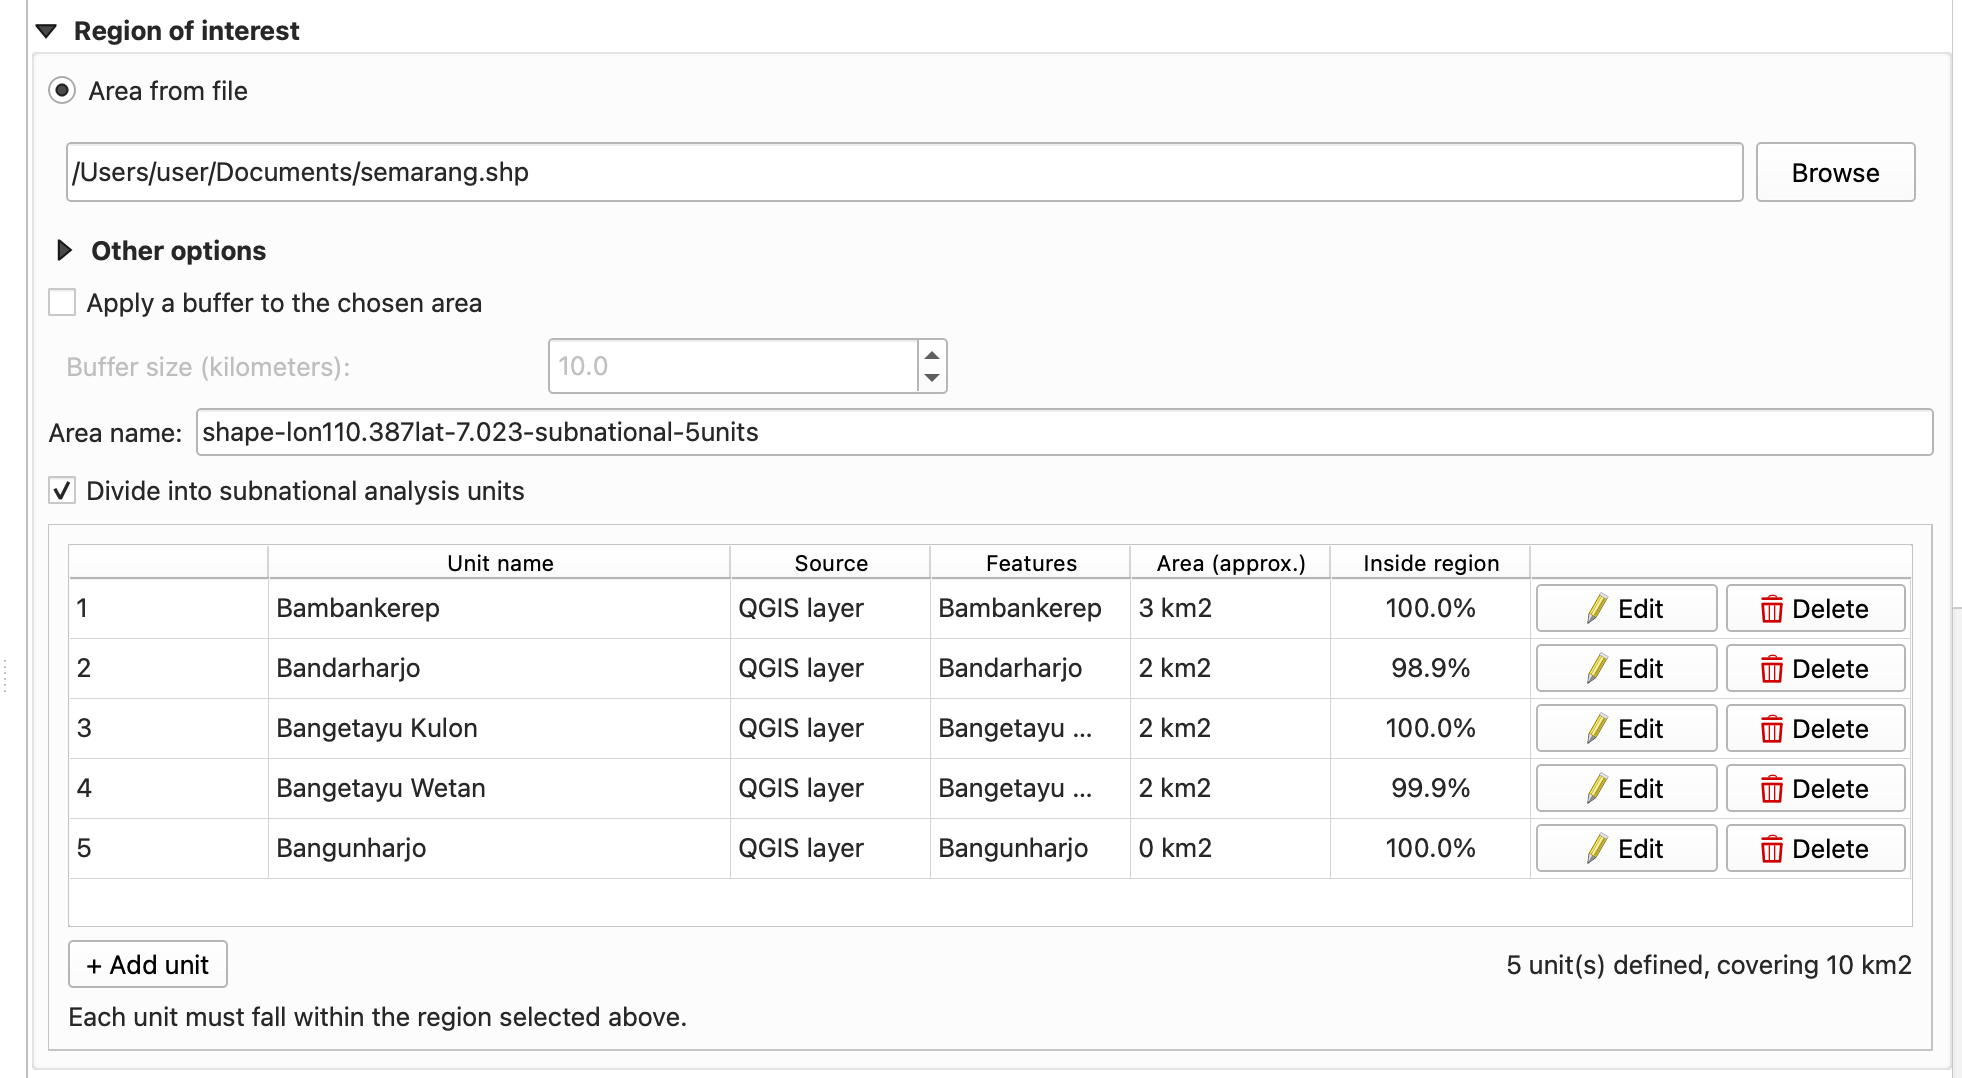 Region of interest
Area from file
/Users/user/Documents/semarang.shp
Browse
Other options
Apply a buffer to the chosen area
Buffer size (kilometers): 10.0
Area name: shape-lon110.387lat-7.023-subnational-5units
Divide into subnational analysis units
Unit name Source Features Area (approx.) Inside region
1 Bambankerep QGIS layer Bambankerep 3 km2 100.0% Edit Delete
2 Bandarharjo QGIS layer Bandarharjo 2 km2 98.9% Edit Delete
3 Bangetayu Kulon QGIS layer Bangetayu ... 2 km2 100.0% Edit Delete
4 Bangetayu Wetan QGIS layer Bangetayu ... 2 km2 99.9% Edit Delete
5 Bangunharjo QGIS layer Bangunharjo 0 km2 100.0% Edit Delete
+ Add unit 5 unit(s) defined, covering 10 km2
Each unit must fall within the region selected above.